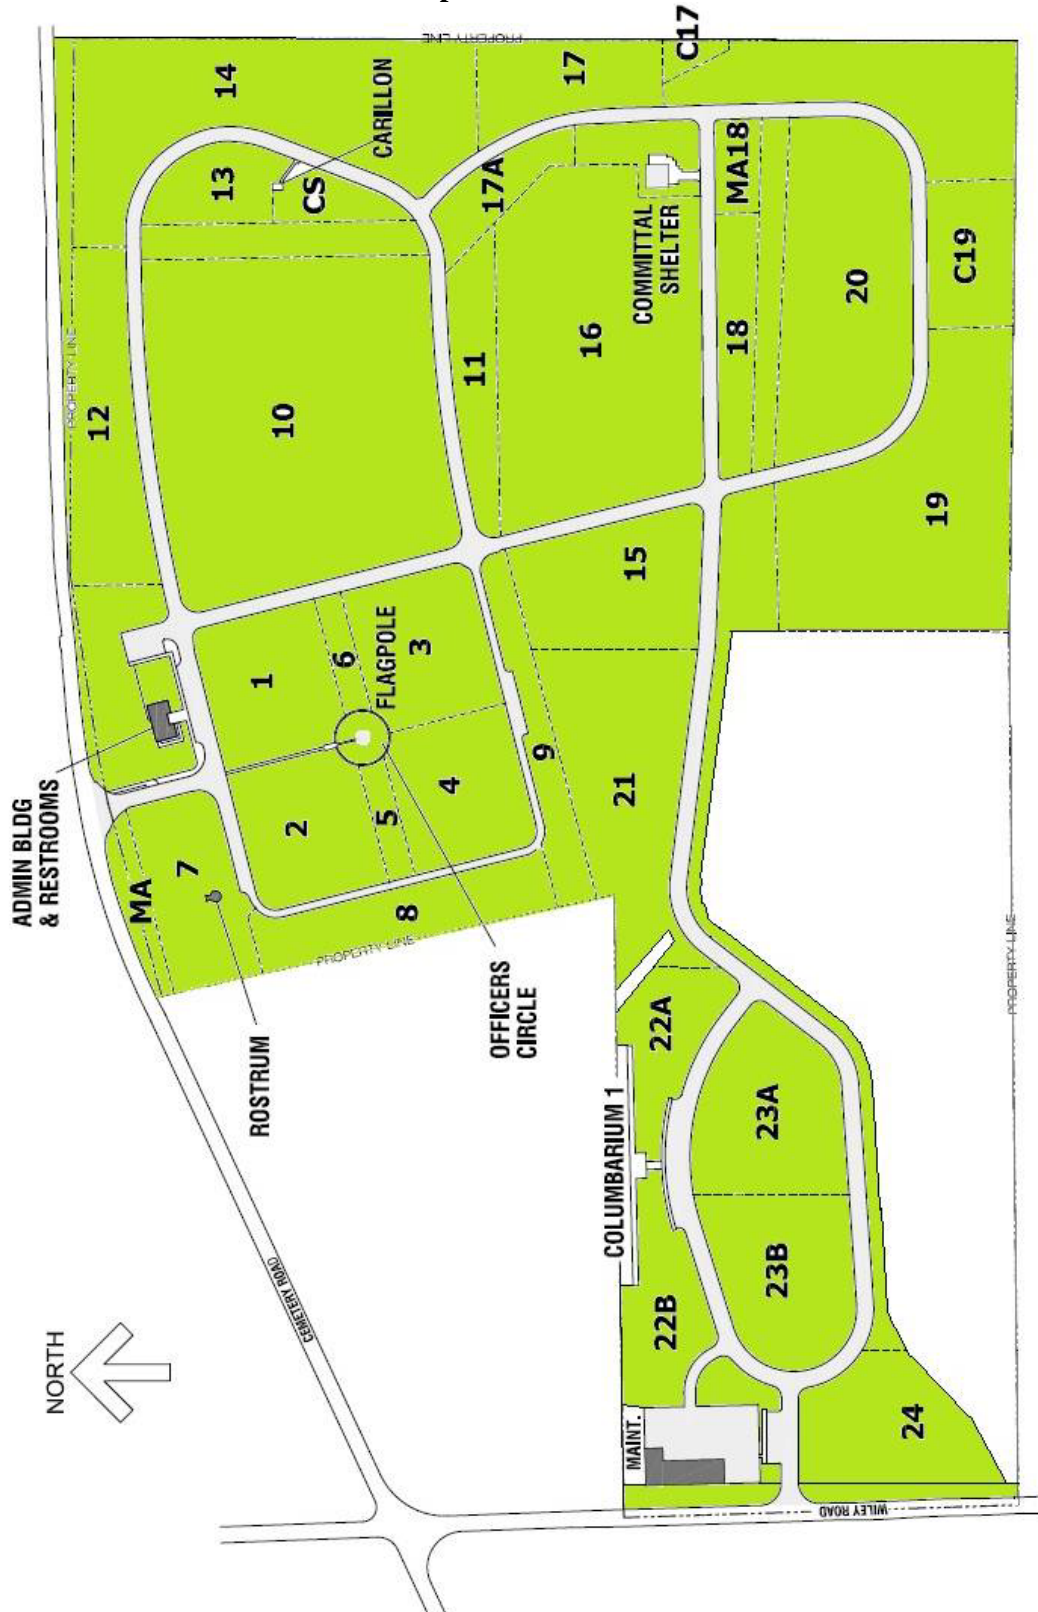 PROPERTY LINE
C17
17
14
CARILLON
13
CS
17A
MA18
COMMITTAL
SHELTER
C19
20
PROPERTY LINE
12
10
11
16
18
19
15
1
6
FLAGPOLE
3
ADMIN BLDG
& RESTROOMS
2
5
4
9
21
MA
7
8
PROPERTY LINE
ROSTRUM
OFFICERS
CIRCLE
22A
PROPERTY LINE
COLUMBARIUM 1
23A
23B
22B
CEMETERY ROAD
NORTH
MAINT.
24
WILEY ROAD